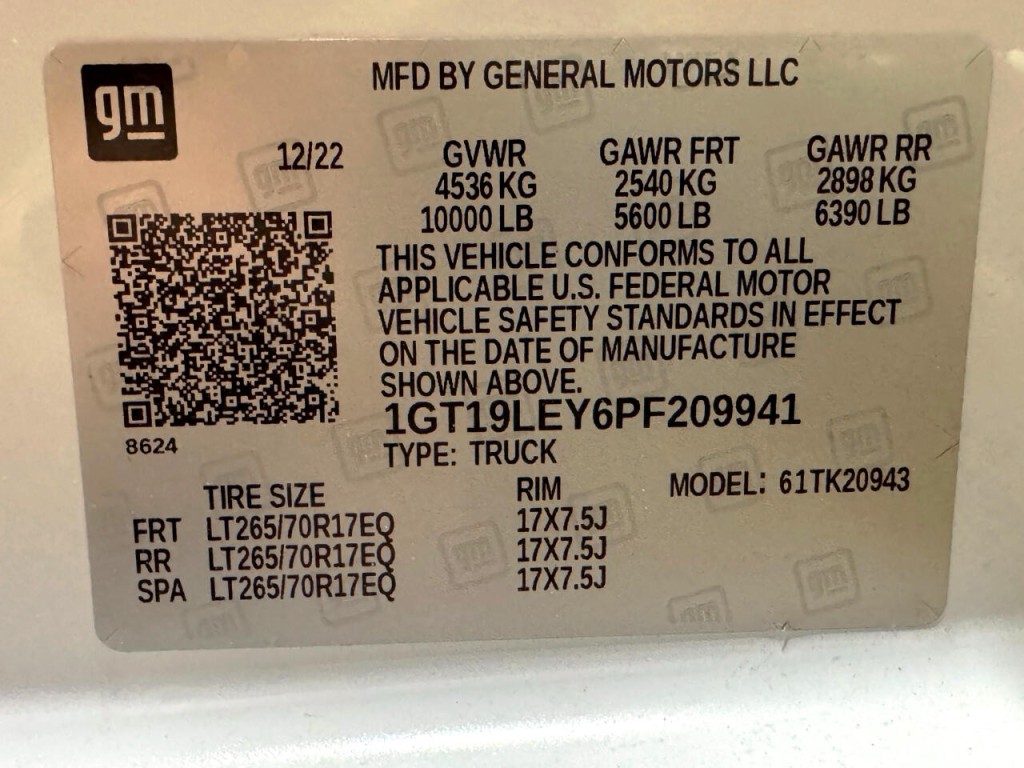 gm
MFD BY GENERAL MOTORS LLC
12/22 GVWR GAWR FRT GAWR RR
4536 KG 2540 KG 2898 KG
10000 LB 5600 LB 6390 LB
THIS VEHICLE CONFORMS TO ALL
APPLICABLE U.S. FEDERAL MOTOR
VEHICLE SAFETY STANDARDS IN EFFECT
ON THE DATE OF MANUFACTURE
SHOWN ABOVE.
1GT19LEY6PF209941
8624
TYPE: TRUCK
TIRE SIZE RIM MODEL: 61TK20943
FRT LT265/70R17EQ 17X7.5J
RR LT265/70R17EQ 17X7.5J
SPA LT265/70R17EQ 17X7.5J